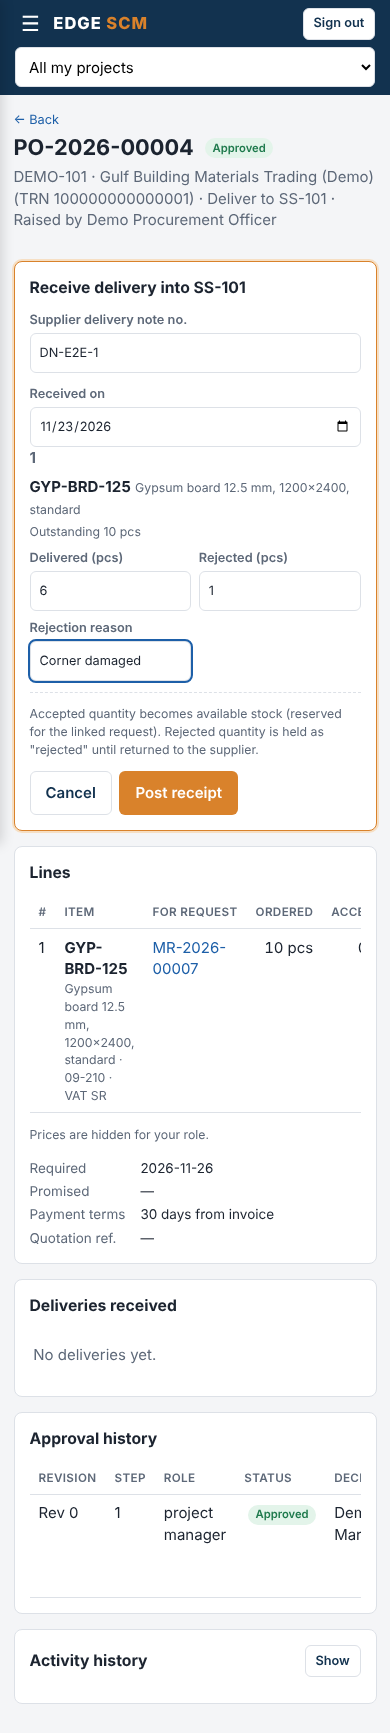 ☰ EDGE SCM Sign out
All my projects
← Back
PO-2026-00004 Approved
DEMO-101 · Gulf Building Materials Trading (Demo)
(TRN 100000000000001) · Deliver to SS-101 ·
Raised by Demo Procurement Officer
Receive delivery into SS-101
Supplier delivery note no.
DN-E2E-1
Received on
11/23/2026
1
GYP-BRD-125 Gypsum board 12.5 mm, 1200×2400,
standard
Outstanding 10 pcs
Delivered (pcs) Rejected (pcs)
6 1
Rejection reason
Corner damaged
Accepted quantity becomes available stock (reserved
for the linked request). Rejected quantity is held as
"rejected" until returned to the supplier.
Cancel Post receipt
Lines
# ITEM FOR REQUEST ORDERED ACCE
1 GYP- MR-2026- 10 pcs
BRD-125 00007
Gypsum
board 12.5
mm,
1200×2400,
standard ·
09-210 ·
VAT SR
Prices are hidden for your role.
Required 2026-11-26
Promised —
Payment terms 30 days from invoice
Quotation ref. —
Deliveries received
No deliveries yet.
Approval history
REVISION STEP ROLE STATUS DECI
Rev 0 1 project Approved Dem
manager Mar
Activity history Show